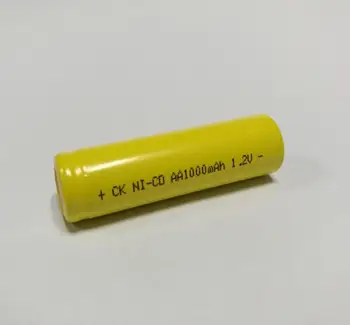 + CK NI-CD AA1000mAh 1.2V -